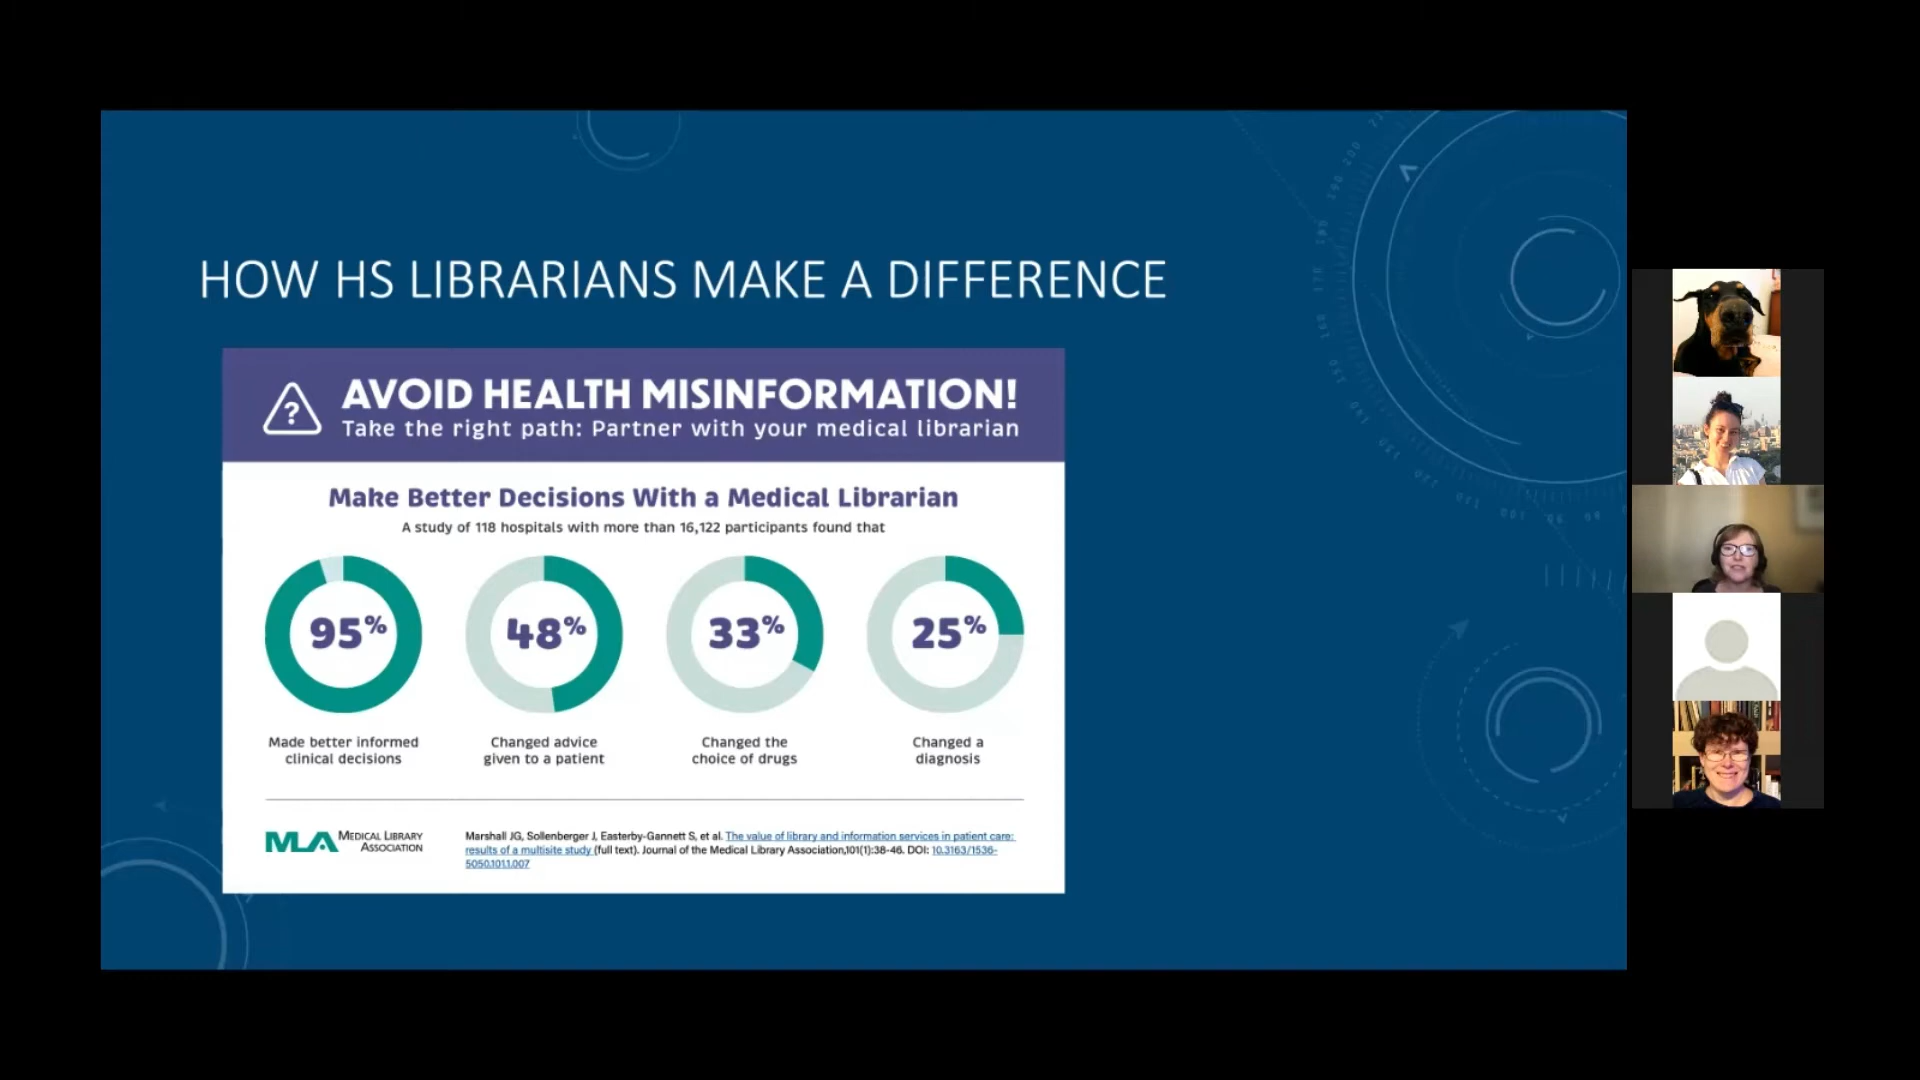 HOW HS LIBRARIANS MAKE A DIFFERENCE
AVOID HEALTH MISINFORMATION!
Take the right path: Partner with your medical librarian
Make Better Decisions With a Medical Librarian
A study of 118 hospitals with more than 16,122 participants found that
95%
48%
33%
25%
Made better informed
clinical decisions
Changed advice
given to a patient
Changed the
choice of drugs
Changed a
diagnosis
MLA MEDICAL LIBRARY
ASSOCIATION
Marshall JG, Sollenberger J, Easterby-Gannett S, et al. The value of library and information services in patient care:
results of a multisite study (full text). Journal of the Medical Library Association,101(1):38-46. DOI: 10.3163/1536-
5050.101.1.007